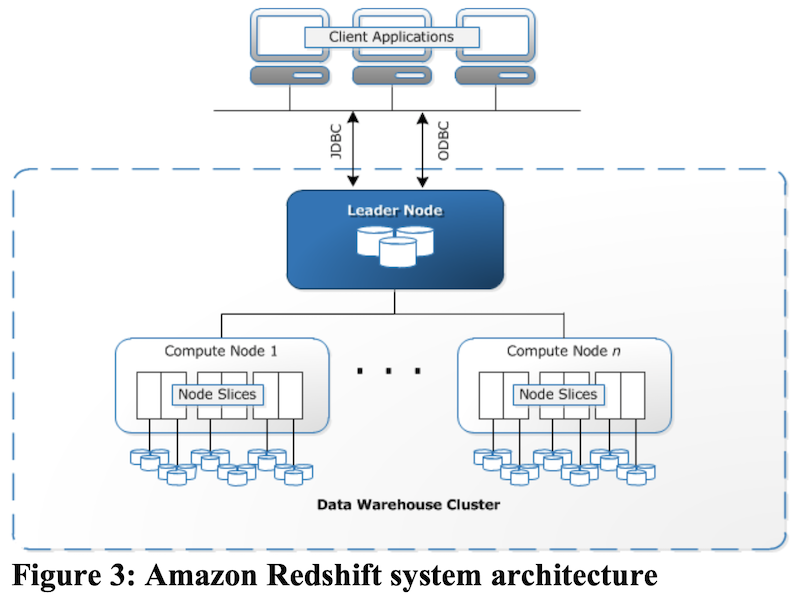 Client Applications
JDBC
ODBC
Leader Node
Compute Node 1
Compute Node n
. . .
Node Slices
Node Slices
Data Warehouse Cluster
Figure 3: Amazon Redshift system architecture